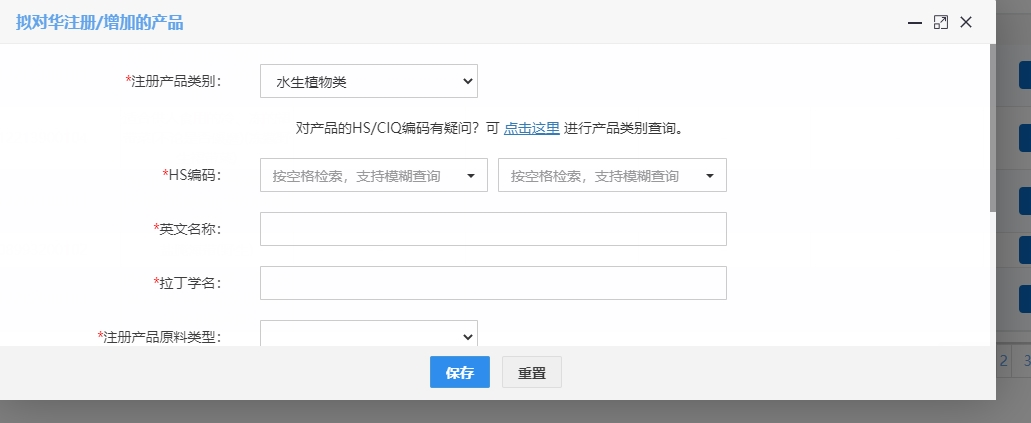 拟对华注册/增加的产品
*注册产品类别： 水生植物类
对产品的HS/CIQ编码有疑问？可 点击这里 进行产品类别查询。
*HS编码： 按空格检索，支持模糊查询 按空格检索，支持模糊查询
*英文名称：
*拉丁学名：
*注册产品原料类型：
保存 重置
2 3